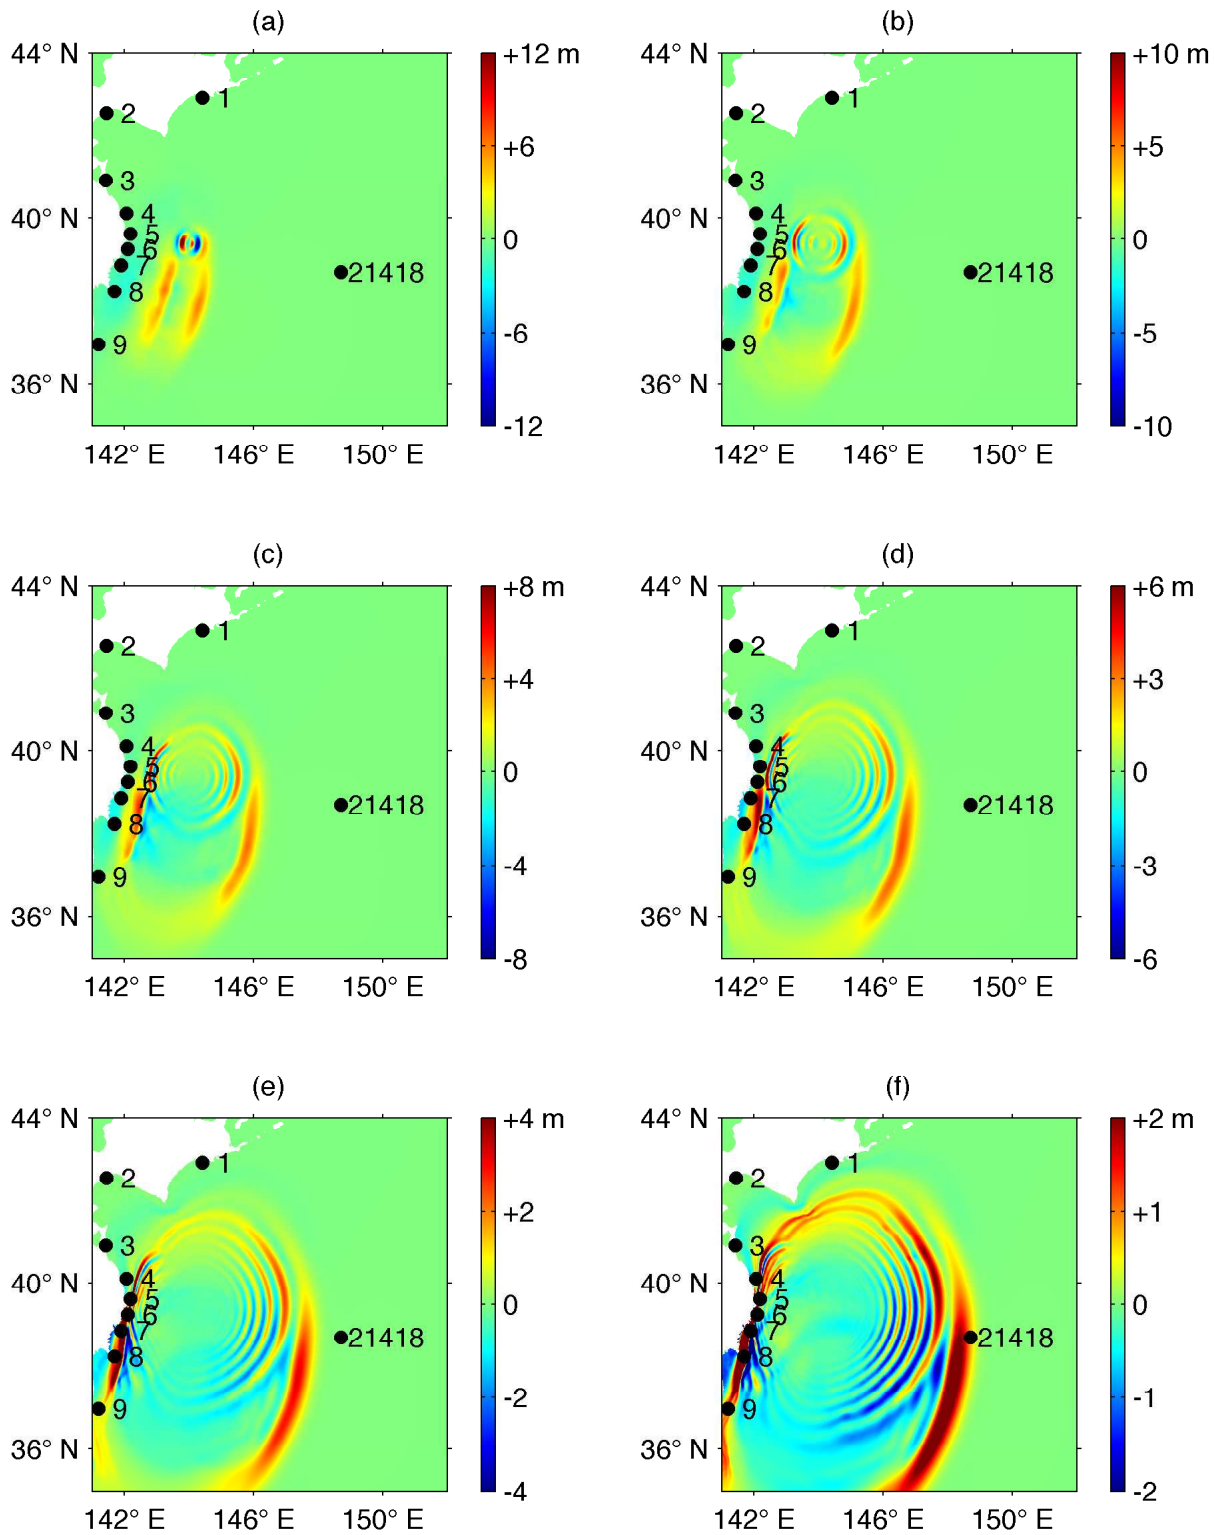 (a)
44° N
40° N
36° N
142° E
146° E
150° E
1
2
3
4
5
6
7
8
9
21418
+12 m
+6
0
-6
-12
(b)
44° N
40° N
36° N
142° E
146° E
150° E
1
2
3
4
5
6
7
8
9
21418
+10 m
+5
0
-5
-10
(c)
44° N
40° N
36° N
142° E
146° E
150° E
1
2
3
4
5
6
7
8
9
21418
+8 m
+4
0
-4
-8
(d)
44° N
40° N
36° N
142° E
146° E
150° E
1
2
3
4
5
6
7
8
9
21418
+6 m
+3
0
-3
-6
(e)
44° N
40° N
36° N
142° E
146° E
150° E
1
2
3
4
5
6
7
8
9
21418
+4 m
+2
0
-2
-4
(f)
44° N
40° N
36° N
142° E
146° E
150° E
1
2
3
4
5
6
7
8
9
21418
+2 m
+1
0
-1
-2